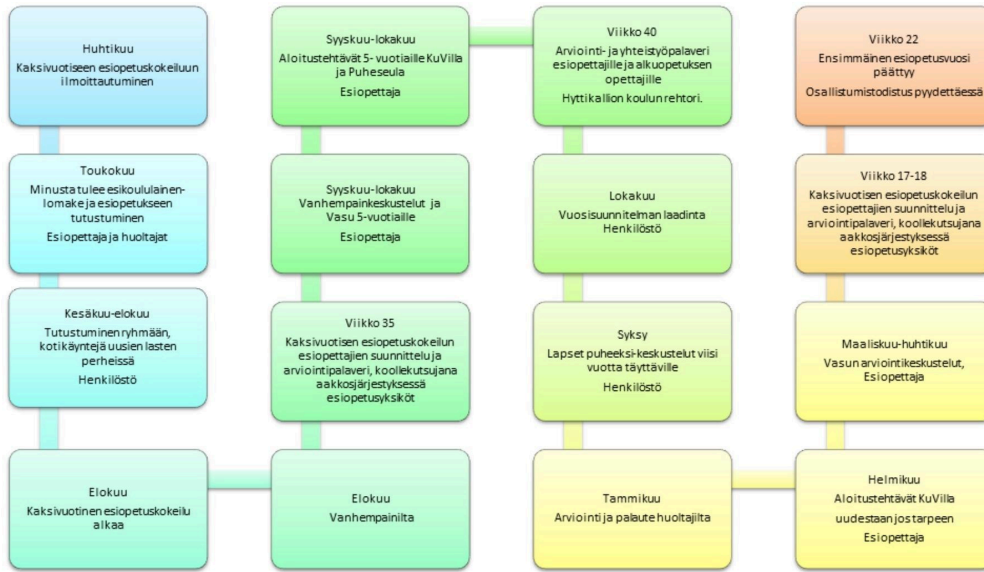 Huhtikuu
Kaksivuotiseen esiopetuskokeiluun
ilmoittautuminen
Toukokuu
Minusta tulee esikoululainen-
lomake ja esiopetukseen
tutustuminen
Esiopettaja ja huoltajat
Kesäkuu-elokuu
Tutustuminen ryhmään,
kotikäyntejä uusien lasten
perheissä
Henkilöstö
Elokuu
Kaksivuotinen esiopetuskokeilu
alkaa
Elokuu
Vanhempainilta
Viikko 35
Kaksivuotisen esiopetuskokeilun
esiopettajien suunnittelu ja
arviointipalaveri, koollekutsujana
aakkosjärjestyksessä
esiopetusyksiköt
Syyskuu-lokakuu
Vanhempainkeskustelut ja
Vasu 5-vuotiaille
Esiopettaja
Syyskuu-lokakuu
Aloitustehtävät 5- vuotiaille KuVilla
ja Puheseula
Esiopettaja
Viikko 40
Arviointi- ja yhteistyöpalaveri
esiopettajille ja alkuopetuksen
opettajille
Hyttikallion koulun rehtori.
Lokakuu
Vuosisuunnitelman laadinta
Henkilöstö
Syksy
Lapset puheeksi-keskustelut viisi
vuotta täyttäville
Henkilöstö
Tammikuu
Arviointi ja palaute huoltajilta
Helmikuu
Aloitustehtävät KuVilla
uudestaan jos tarpeen
Esiopettaja
Maaliskuu-huhtikuu
Vasun arviointikeskustelut,
Esiopettaja
Viikko 17-18
Kaksivuotisen esiopetuskokeilun
esiopettajien suunnittelu ja
arviointipalaveri, koollekutsujana
aakkosjärjestyksessä
esiopetusyksiköt
Viikko 22
Ensimmäinen esiopetusvuosi
päättyy
Osallistumistodistus pyydettäessä